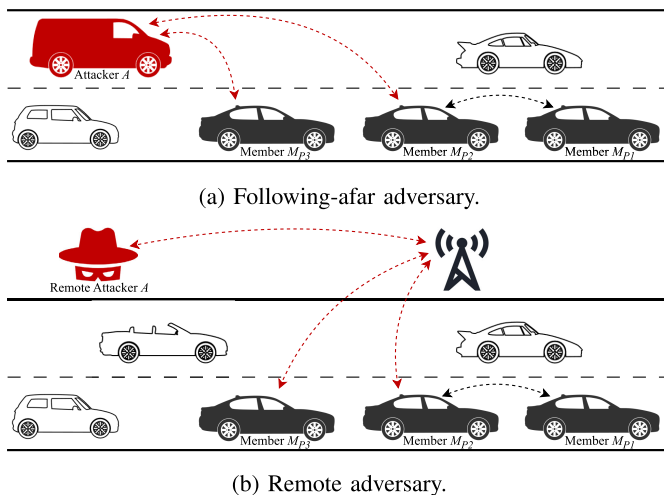 Attacker A
Member M_P3
Member M_P2
Member M_P1
(a) Following-afar adversary.
Remote Attacker A
Member M_P3
Member M_P2
Member M_P1
(b) Remote adversary.